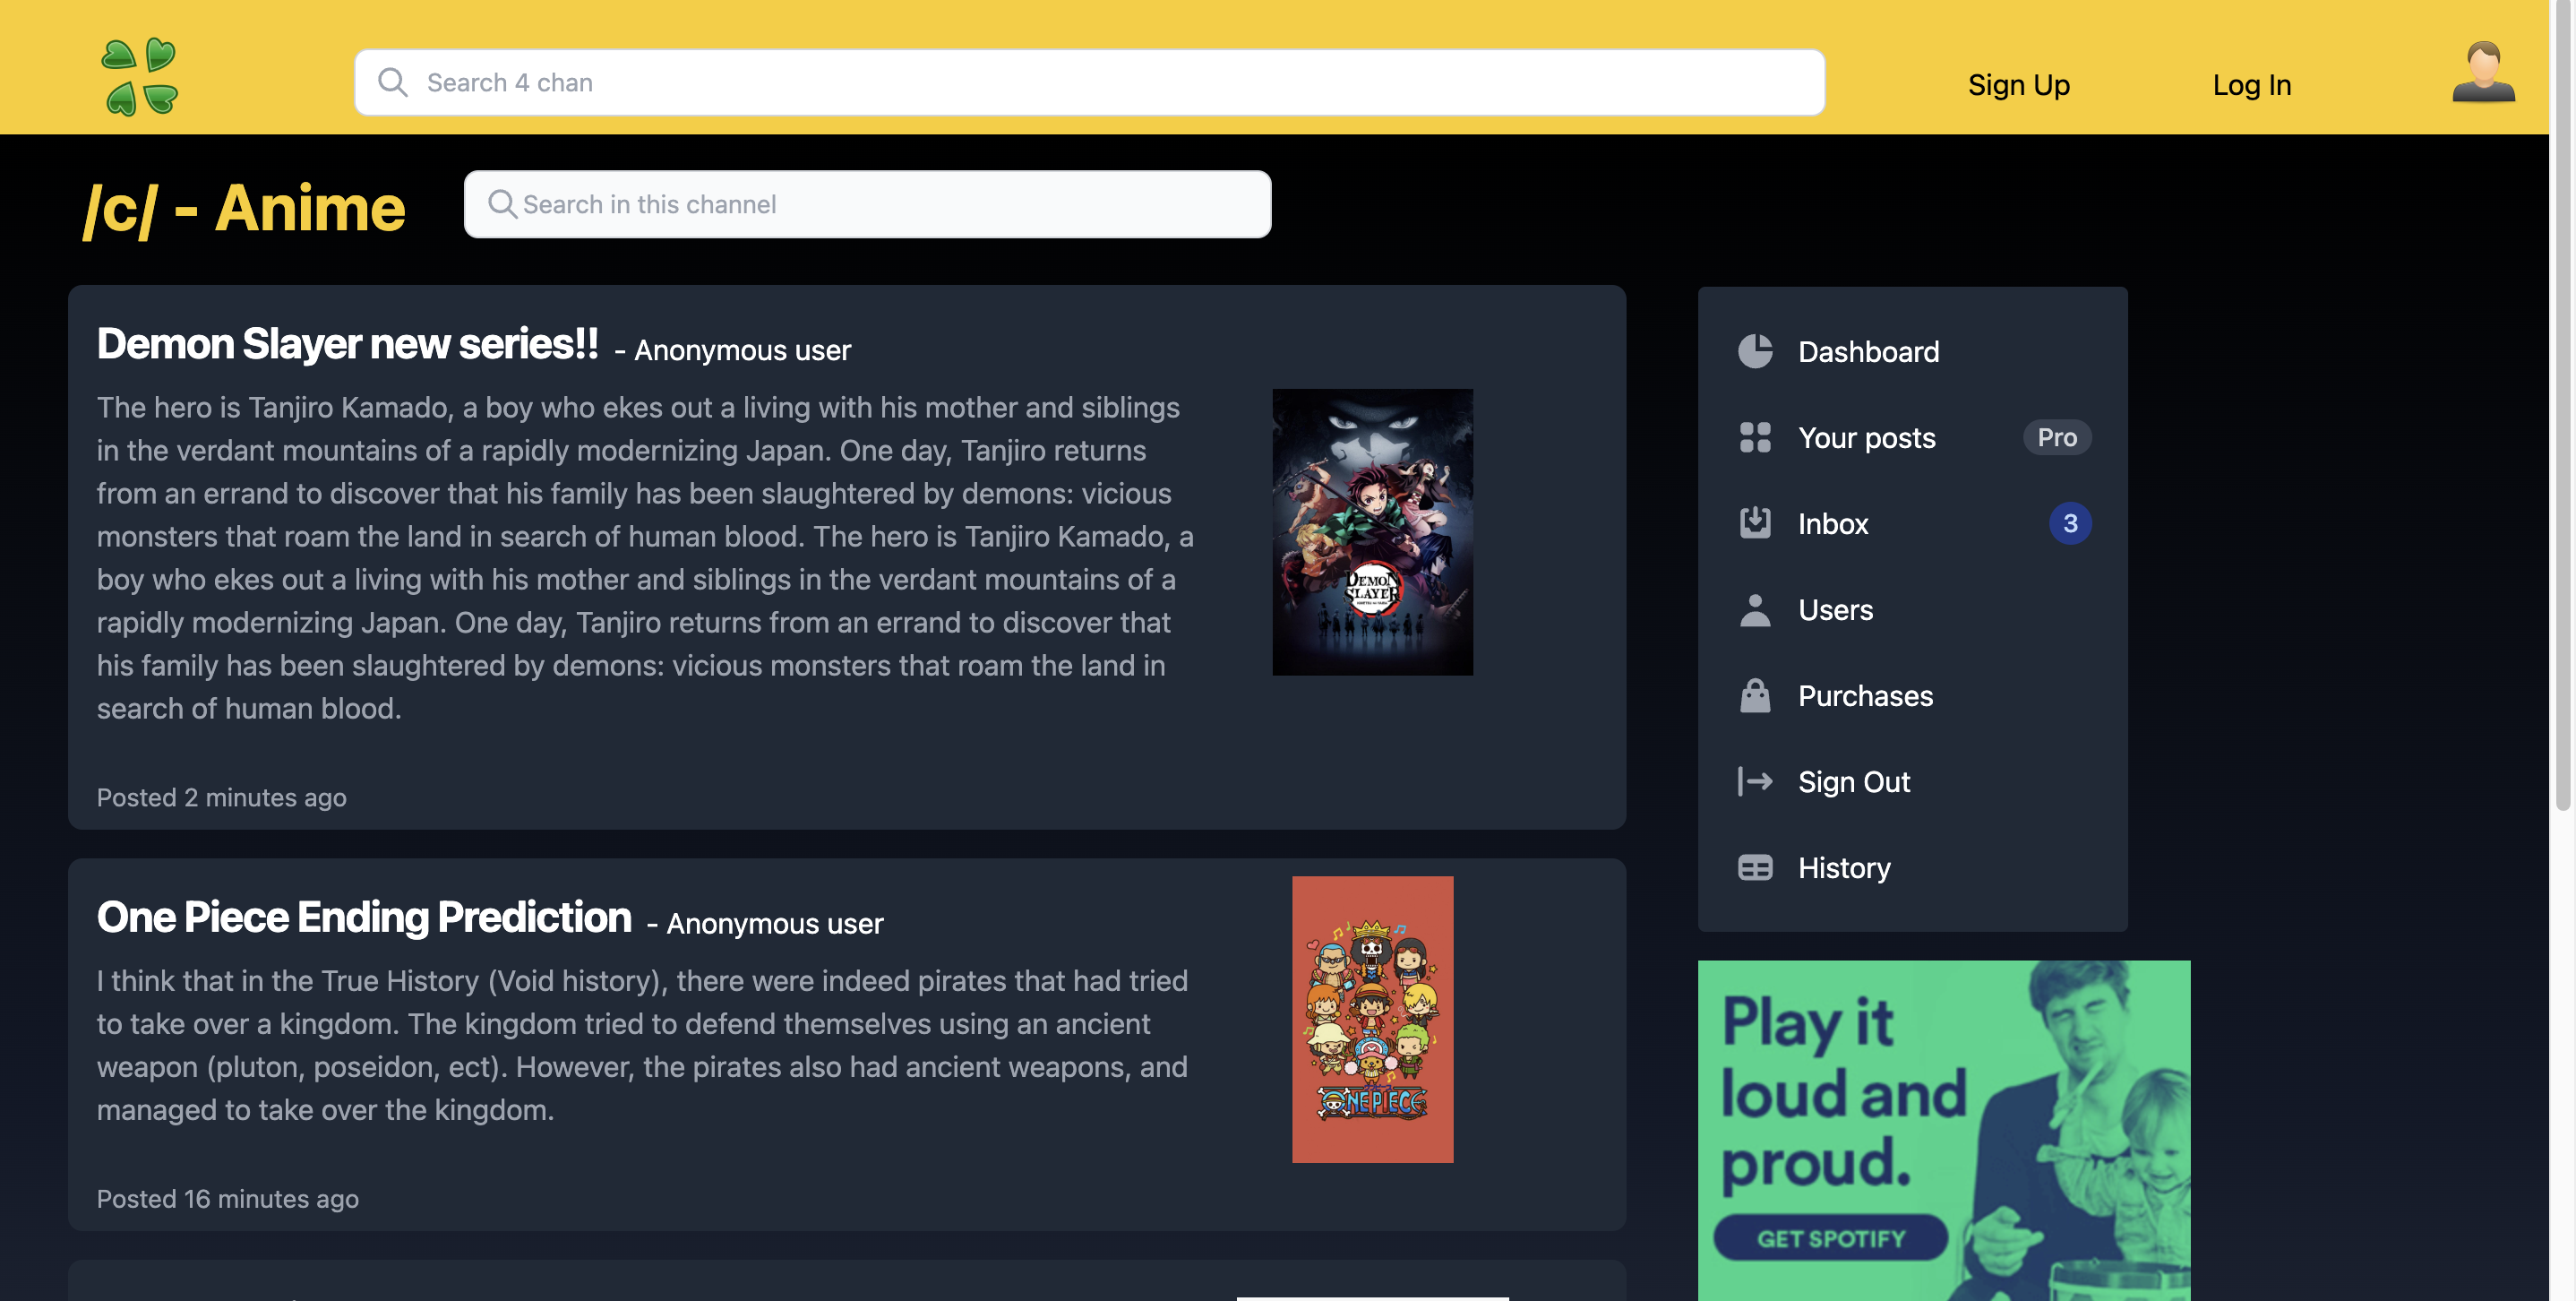 Search 4 chan
Sign Up
Log In
/c/ - Anime
Search in this channel
Demon Slayer new series!! - Anonymous user
The hero is Tanjiro Kamado, a boy who ekes out a living with his mother and siblings
in the verdant mountains of a rapidly modernizing Japan. One day, Tanjiro returns
from an errand to discover that his family has been slaughtered by demons: vicious
monsters that roam the land in search of human blood. The hero is Tanjiro Kamado, a
boy who ekes out a living with his mother and siblings in the verdant mountains of a
rapidly modernizing Japan. One day, Tanjiro returns from an errand to discover that
his family has been slaughtered by demons: vicious monsters that roam the land in
search of human blood.
Posted 2 minutes ago
DEMON
SLAYER
One Piece Ending Prediction - Anonymous user
I think that in the True History (Void history), there were indeed pirates that had tried
to take over a kingdom. The kingdom tried to defend themselves using an ancient
weapon (pluton, poseidon, ect). However, the pirates also had ancient weapons, and
managed to take over the kingdom.
Posted 16 minutes ago
ONE PIECE
Dashboard
Your posts Pro
Inbox 3
Users
Purchases
Sign Out
History
Play it
loud and
proud.
GET SPOTIFY